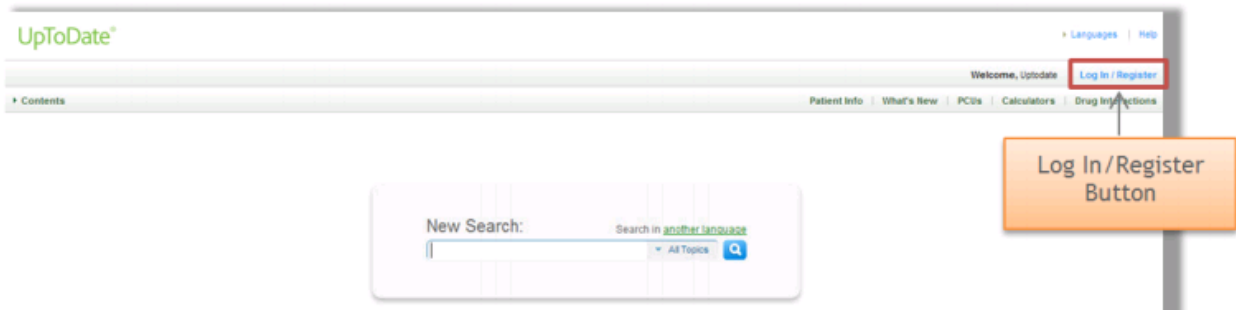 UpToDate®
Languages | Help
Welcome, Uptodate Log In / Register
Contents Patient Info | What's New | PCUs | Calculators | Drug Interactions
Log In/Register
Button
New Search: Search in another language
All Topics